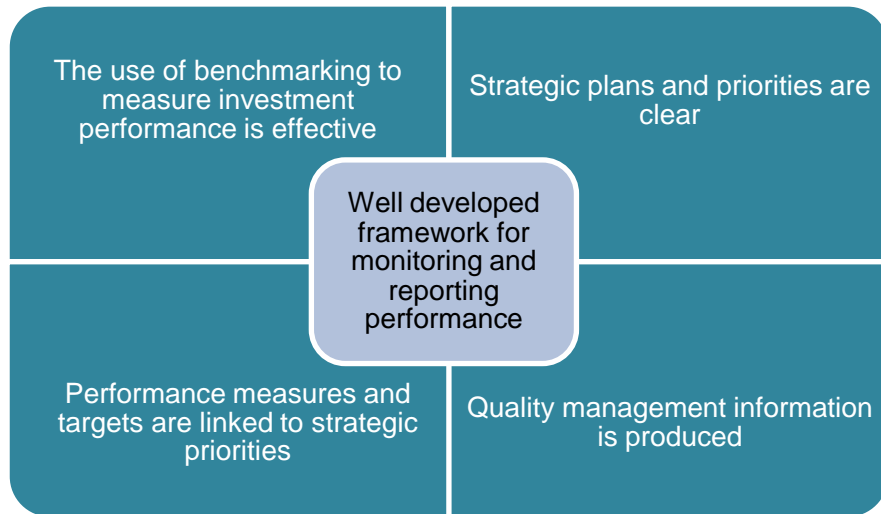 The use of benchmarking to
measure investment
performance is effective
Strategic plans and priorities are
clear
Well developed
framework for
monitoring and
reporting
performance
Performance measures and
targets are linked to strategic
priorities
Quality management information
is produced